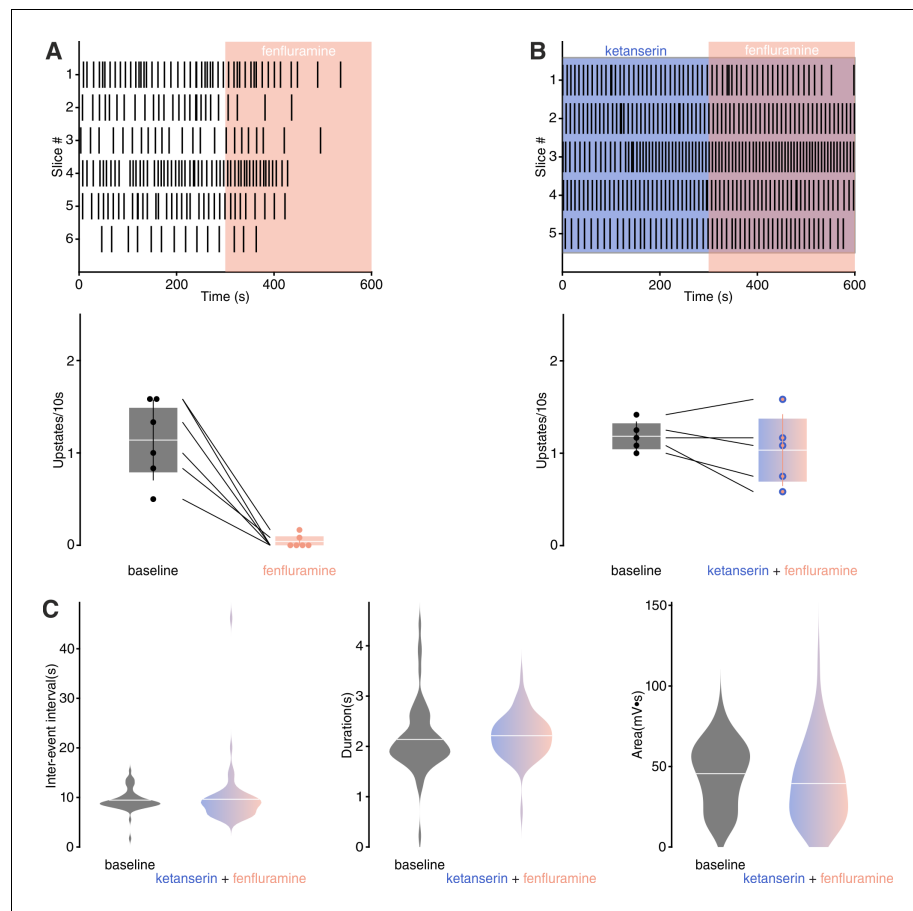 A
fenfluramine
Slice #
1
2
3
4
5
6
0
200
400
600
Time (s)
Upstates/10s
2
1
0
baseline
fenfluramine
B
ketanserin
fenfluramine
Slice #
1
2
3
4
5
0
200
400
600
Time (s)
Upstates/10s
2
1
0
baseline
ketanserin + fenfluramine
C
Inter-event interval(s)
40
30
20
10
0
baseline
ketanserin + fenfluramine
Duration(s)
4
3
2
1
0
baseline
ketanserin + fenfluramine
Area(mV•s)
150
100
50
0
baseline
ketanserin + fenfluramine